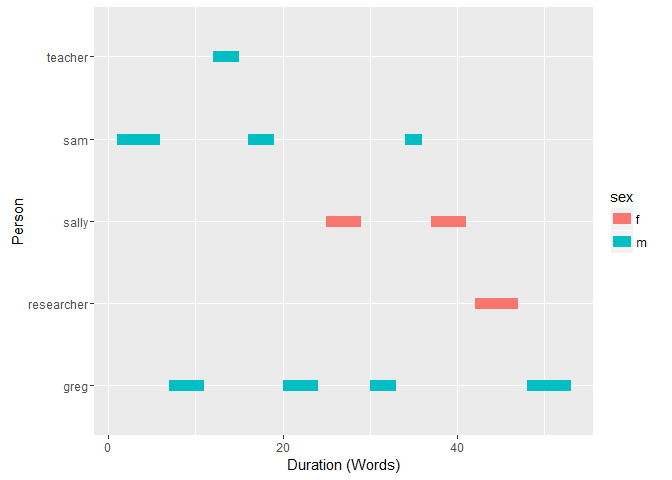 teacher
sam
sally
researcher
greg
Person
0 20 40
Duration (Words)
sex
f
m